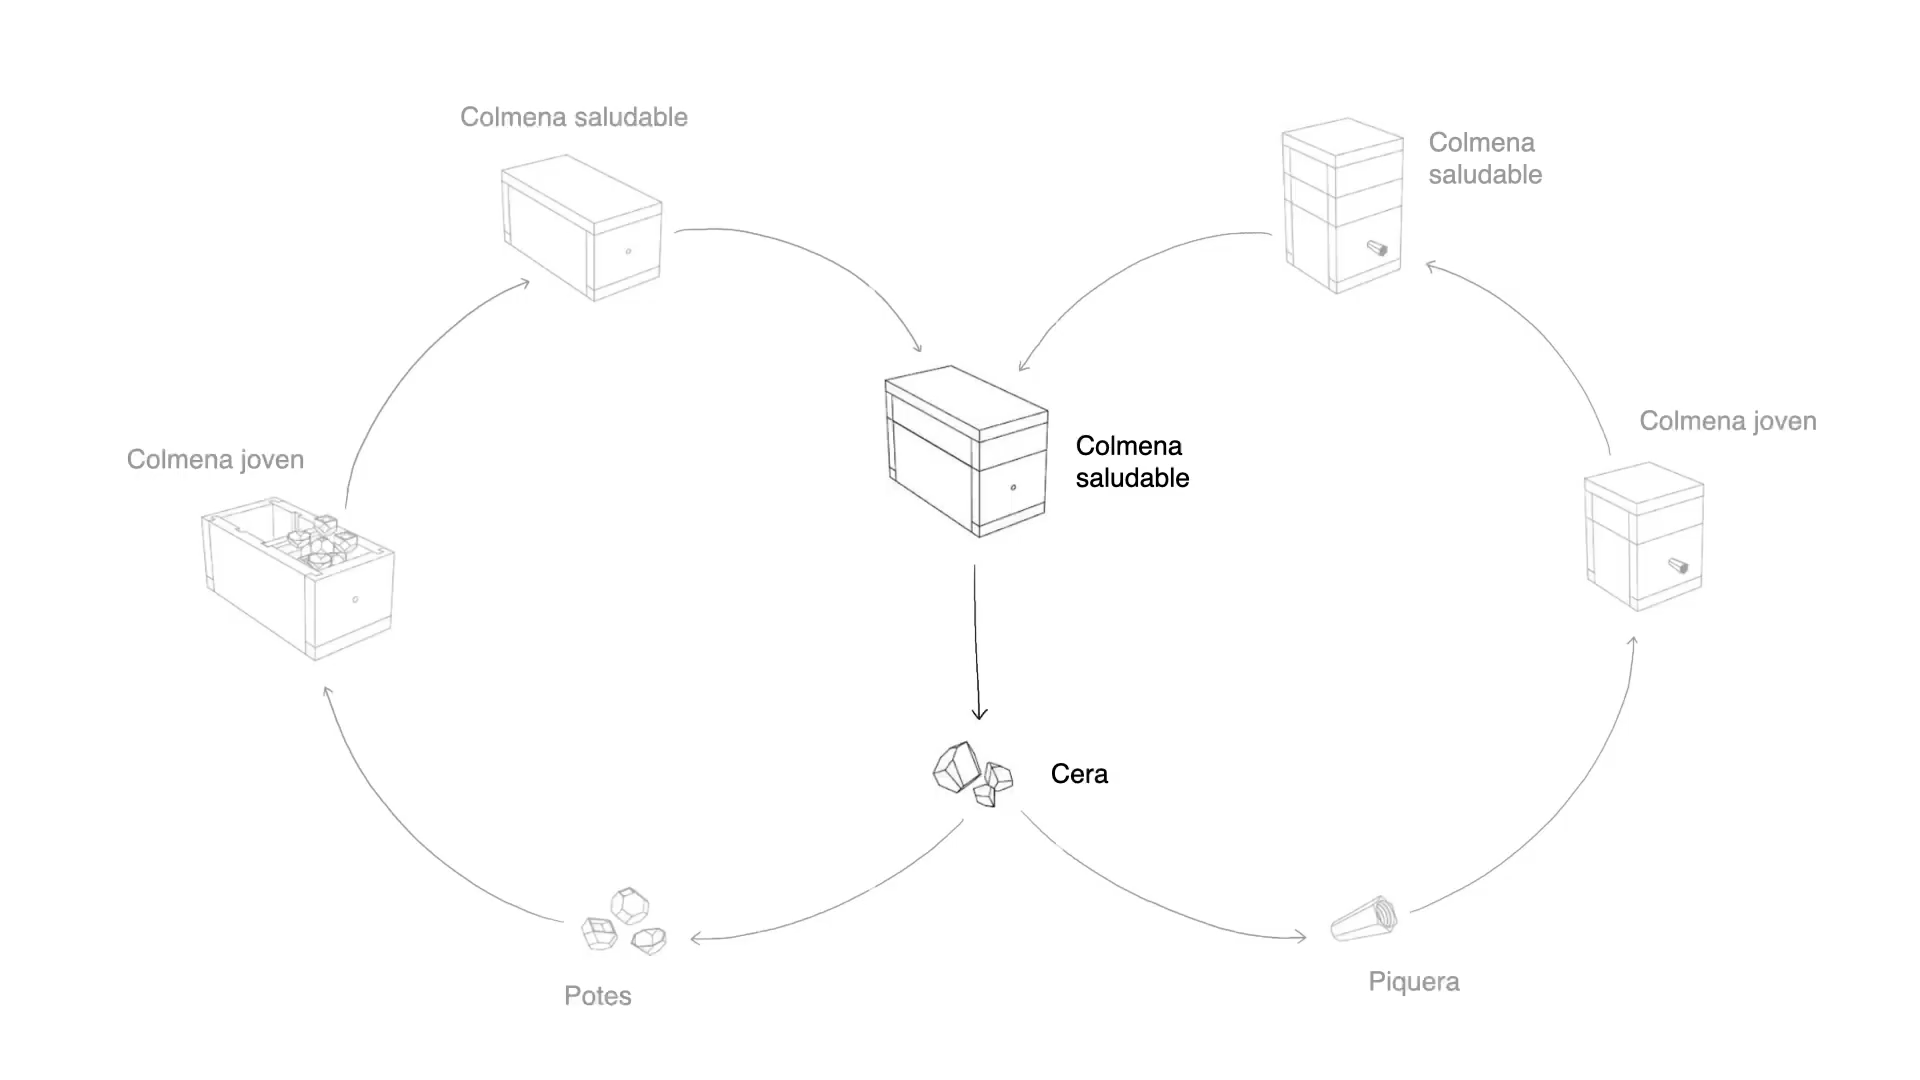 Colmena saludable
Colmena
saludable
Colmena joven
Colmena
saludable
Colmena joven
Cera
Potes
Piquera